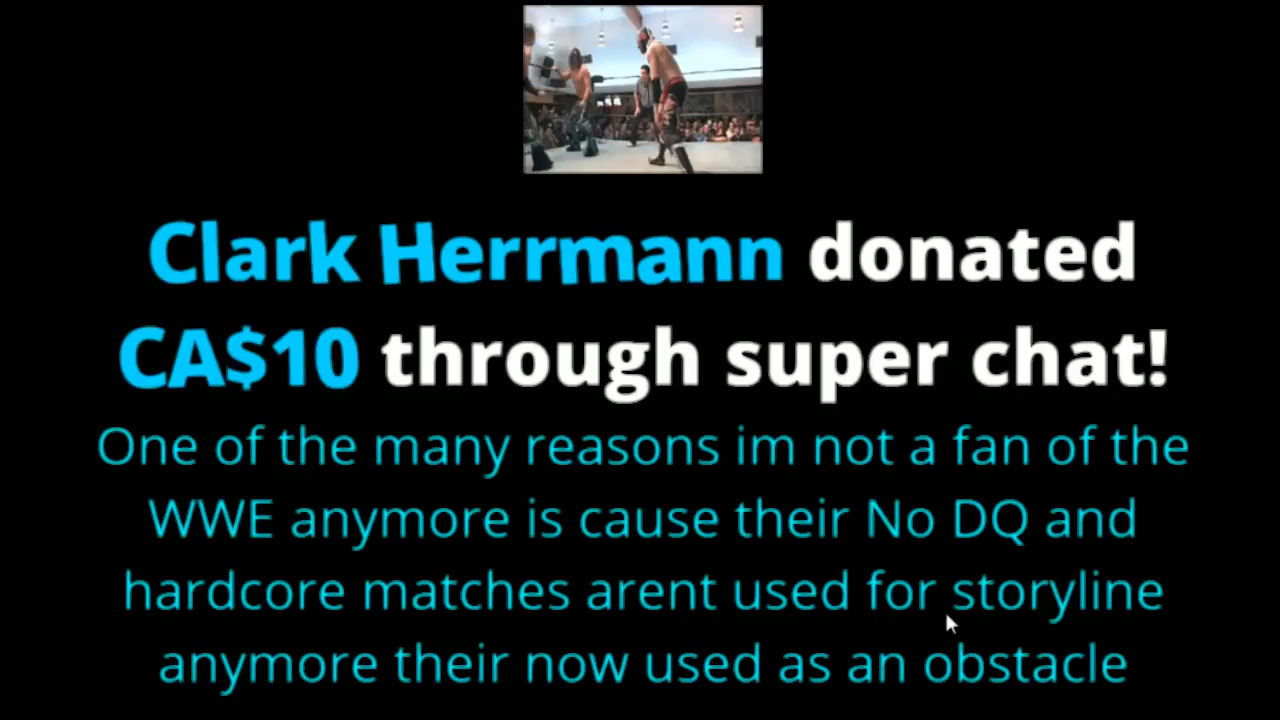 Clark Herrmann donated
CA$10 through super chat!
One of the many reasons im not a fan of the
WWE anymore is cause their No DQ and
hardcore matches arent used for storyline
anymore their now used as an obstacle